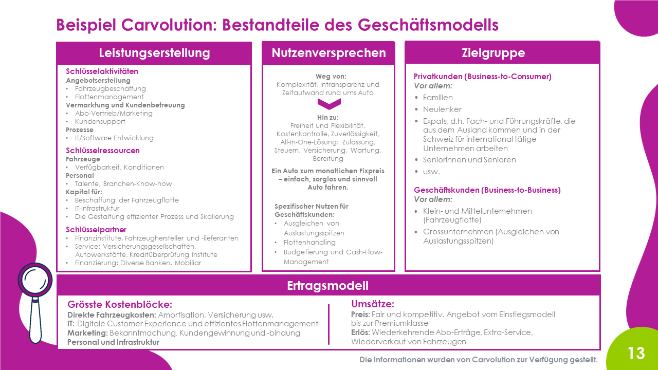 Beispiel Carvolution: Bestandteile des Geschäftsmodells
Leistungserstellung
Schlüsselaktivitäten
Angebotserstellung
• Fahrzeugbeschaffung
• Flottenmanagement
Vermarktung und Kundenbetreuung
• Abo-Vertrieb/Marketing
• Kundensupport
Prozesse
• IT/Software Entwicklung
Schlüsselressourcen
Fahrzeuge
• Verfügbarkeit, Konditionen
Personal
• Talente, Branchen-Know-how
Kapital für:
• Beschaffung der Fahrzeugflotte
• IT-Infrastruktur
• Die Gestaltung effizienter Prozess und Skalierung
Schlüsselpartner
• Finanzinstitute, Fahrzeughersteller und -lieferanten
• Service: Versicherungsgesellschaften,
Autowerkstätte, Kreditüberprüfung Institute
• Finanzierung: Diverse Banken, Mobiliar
Nutzenversprechen
Weg von:
Komplexität, Intransparenz und
Zeitaufwand rund ums Auto
Hin zu:
Freiheit und Flexibilität,
Kostenkontrolle, Zuverlässigkeit,
All-in-One-Lösung: Zulassung,
Steuern, Versicherung, Wartung,
Bereifung
Ein Auto zum monatlichen Fixpreis
– einfach, sorglos und sinnvoll
Auto fahren.
Spezifischer Nutzen für
Geschäftskunden:
• Ausgleichen von
Auslastungsspitzen
• Flottenhandling
• Budgetierung und Cash-Flow-
Management
Zielgruppe
Privatkunden (Business-to-Consumer)
Vor allem:
• Familien
• Neulenker
• Expats, d.h. Fach- und Führungskräfte, die
aus dem Ausland kommen und in der
Schweiz für international tätige
Unternehmen arbeiten
• Seniorinnen und Senioren
• usw.
Geschäftskunden (Business-to-Business)
Vor allem:
• Klein- und Mittelunternehmen
(Fahrzeugflotte)
• Grossunternehmen (Ausgleichen von
Auslastungsspitzen)
Ertragsmodell
Grösste Kostenblöcke:
Direkte Fahrzeugkosten: Amortisation, Versicherung usw.
IT: Digitale Customer Experience und effizientes Flottenmanagement
Marketing: Bekanntmachung, Kundengewinnung und -bindung
Personal und Infrastruktur
Umsätze:
Preis: Fair und kompetitiv. Angebot vom Einstiegsmodell
bis zur Premiumklasse
Erlös: Wiederkehrende Abo-Erträge, Extra-Service,
Wiederverkauf von Fahrzeugen
Die Informationen wurden von Carvolution zur Verfügung gestellt.
13